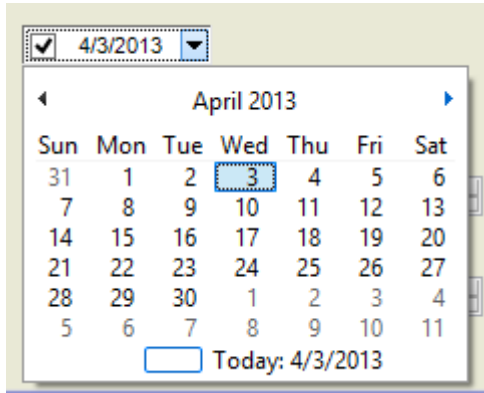 4/3/2013
April 2013
Sun Mon Tue Wed Thu Fri Sat
31 1 2 3 4 5 6
7 8 9 10 11 12 13
14 15 16 17 18 19 20
21 22 23 24 25 26 27
28 29 30 1 2 3 4
5 6 7 8 9 10 11
Today: 4/3/2013